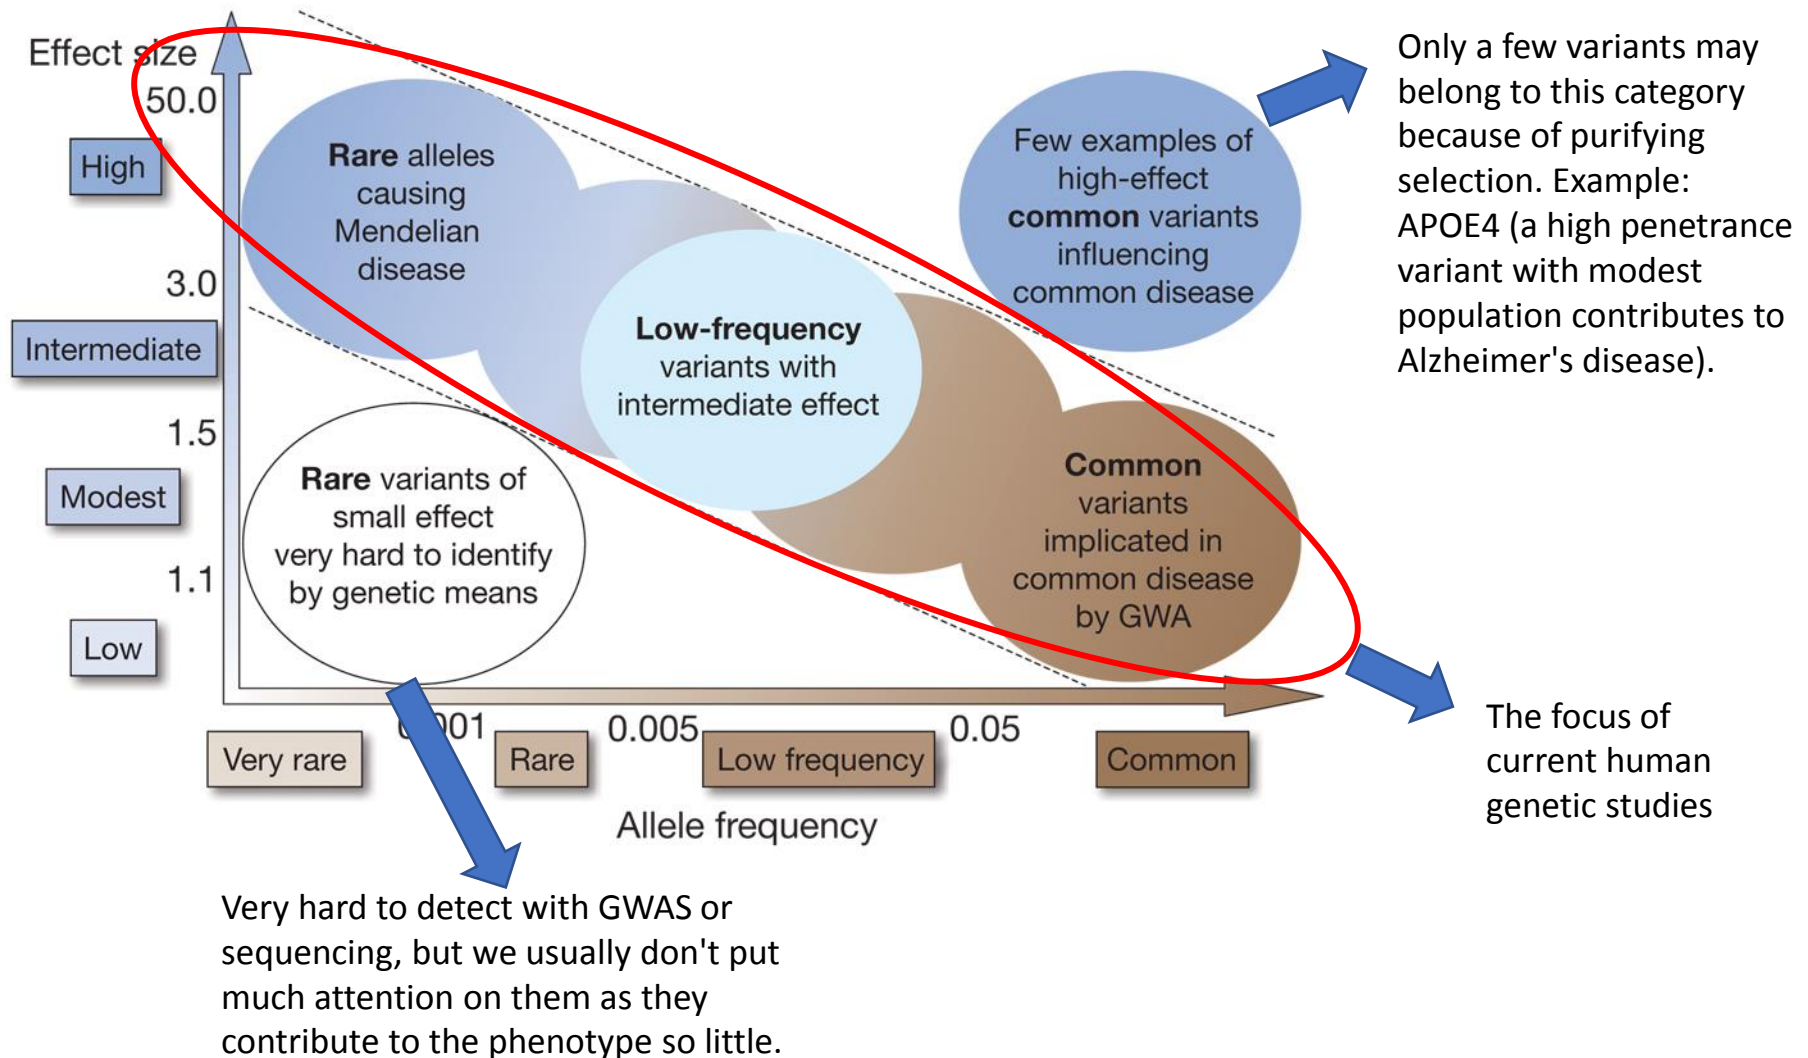 Effect size
50.0
High
3.0
Intermediate
1.5
Modest
1.1
Low
Rare alleles
causing
Mendelian
disease
Low-frequency
variants with
intermediate effect
Few examples of
high-effect
common variants
influencing
common disease
Rare variants of
small effect
very hard to identify
by genetic means
Common
variants
implicated in
common disease
by GWA
0.001
0.005
0.05
Very rare
Rare
Low frequency
Common
Allele frequency
Only a few variants may
belong to this category
because of purifying
selection. Example:
APOE4 (a high penetrance
variant with modest
population contributes to
Alzheimer's disease).
The focus of
current human
genetic studies
Very hard to detect with GWAS or
sequencing, but we usually don't put
much attention on them as they
contribute to the phenotype so little.